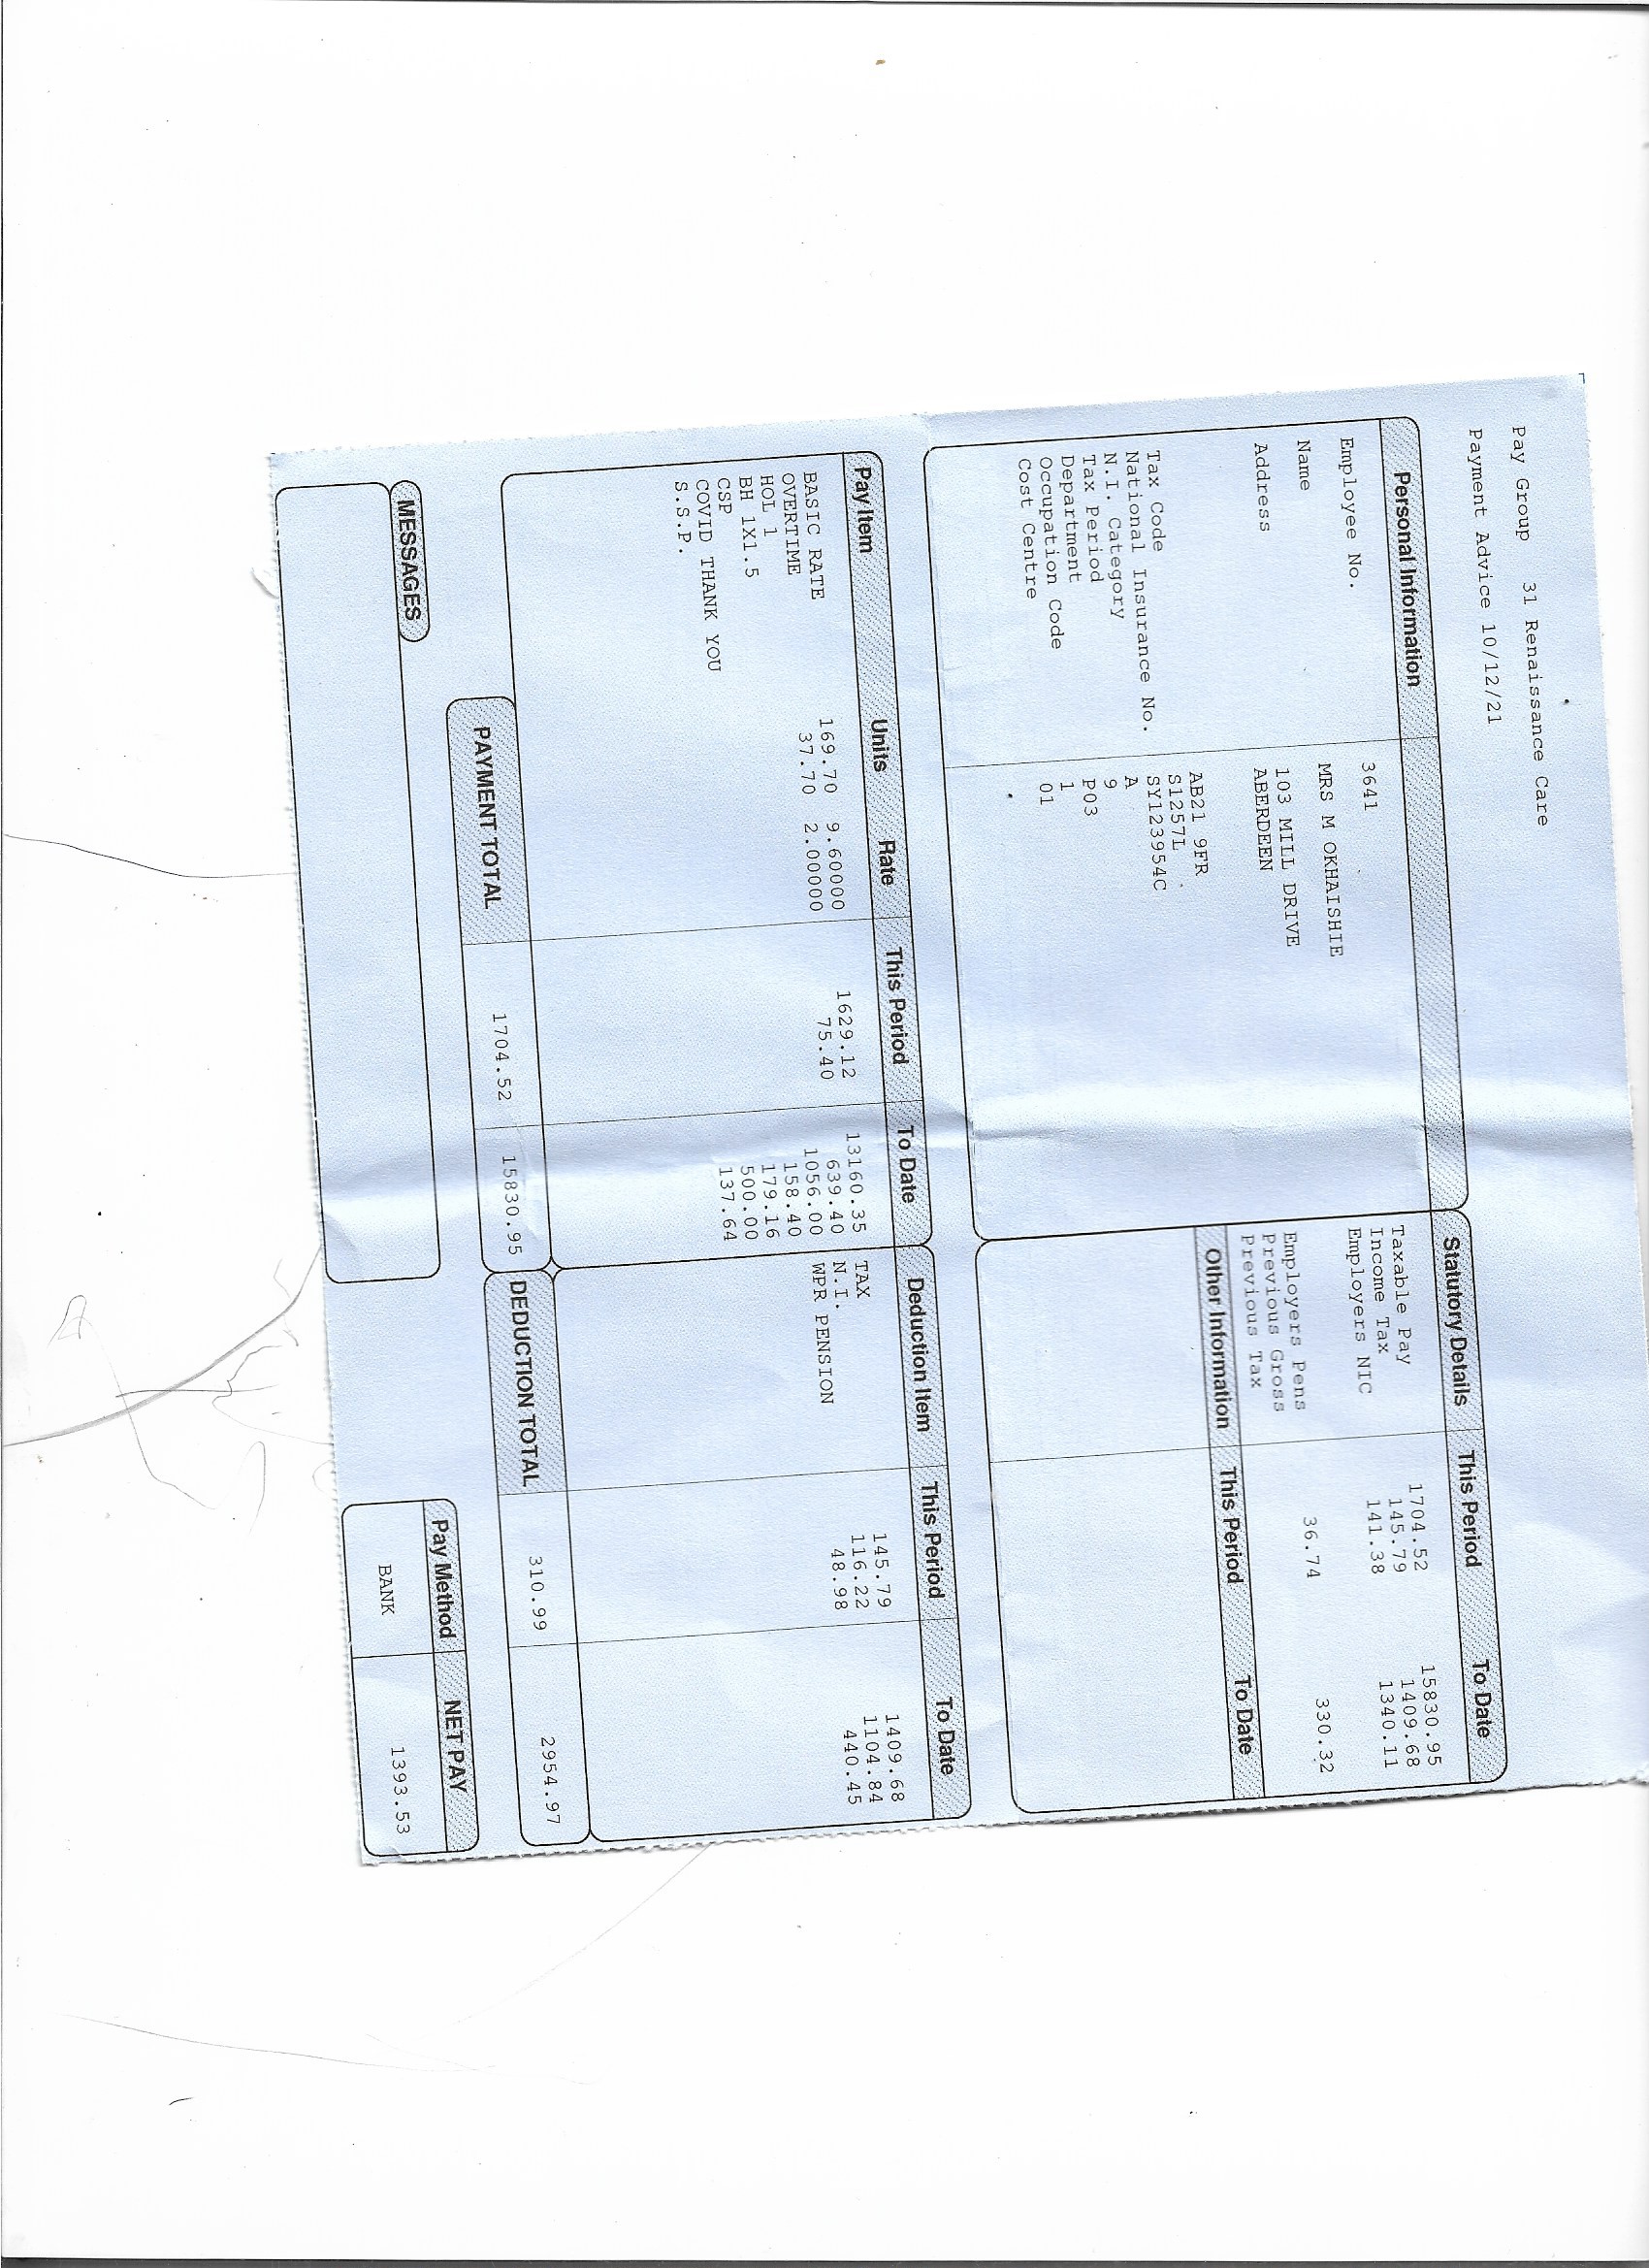 Pay Group 31 Renaissance Care
Payment Advice 10/12/21
Personal Information
Employee No. 3641
Name MRS M OKHAISHIE
Address 103 MILL DRIVE
ABERDEEN
AB21 9FR
Tax Code S1257L
National Insurance No. SY123954C
N.I. Category A
Tax Period 9
Department P03
Occupation Code 1
Cost Centre 01
Statutory Details This Period To Date
Taxable Pay 1704.52 15830.95
Income Tax 145.79 1409.68
Employers NIC 141.38 1340.11
Employers Pens 36.74 330.32
Previous Gross
Previous Tax
Other Information This Period To Date
Pay Item Units Rate This Period To Date
BASIC RATE 169.70 9.60000 1629.12 13160.35
OVERTIME 37.70 2.00000 75.40 639.40
HOL 1 1056.00
BH 1X1.5 158.40
CSP 179.16
COVID THANK YOU 500.00
S.S.P. 137.64
PAYMENT TOTAL 1704.52 15830.95
Deduction Item This Period To Date
TAX 145.79 1409.68
N.I. 116.22 1104.84
WPR PENSION 48.98 440.45
DEDUCTION TOTAL 310.99 2954.97
MESSAGES
Pay Method NET PAY
BANK 1393.53